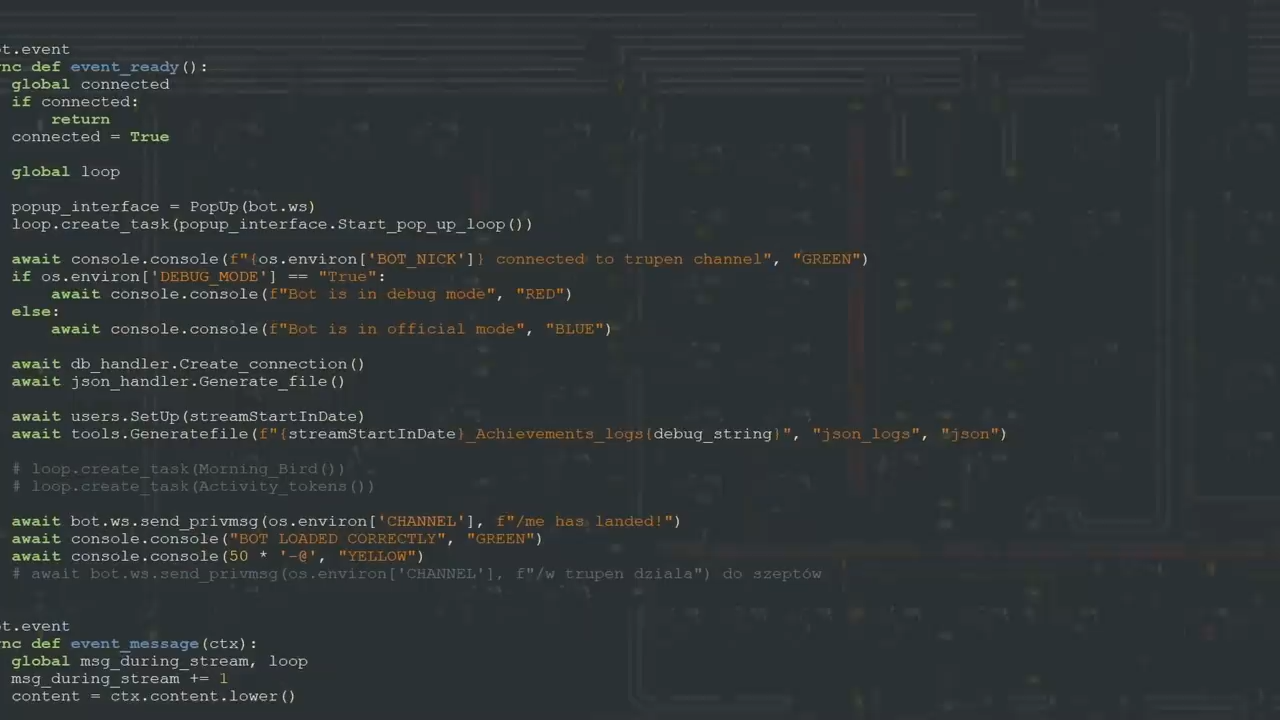 ot.event
nc def event_ready():
global connected
if connected:
return
connected = True
global loop
popup_interface = PopUp(bot.ws)
loop.create_task(popup_interface.Start_pop_up_loop())
await console.console(f"{os.environ['BOT_NICK']} connected to trupen channel", "GREEN")
if os.environ['DEBUG_MODE'] == "True":
await console.console(f"Bot is in debug mode", "RED")
else:
await console.console(f"Bot is in official mode", "BLUE")
await db_handler.Create_connection()
await json_handler.Generate_file()
await users.SetUp(streamStartInDate)
await tools.Generatefile(f"{streamStartInDate}_Achievements_logs{debug_string}", "json_logs", "json")
# loop.create_task(Morning_Bird())
# loop.create_task(Activity_tokens())
await bot.ws.send_privmsg(os.environ['CHANNEL'], f"/me has landed!")
await console.console("BOT LOADED CORRECTLY", "GREEN")
await console.console(50 * '-@', "YELLOW")
# await bot.ws.send_privmsg(os.environ['CHANNEL'], f"/w trupen dziala") do szeptów
ot.event
nc def event_message(ctx):
global msg_during_stream, loop
msg_during_stream += 1
content = ctx.content.lower()